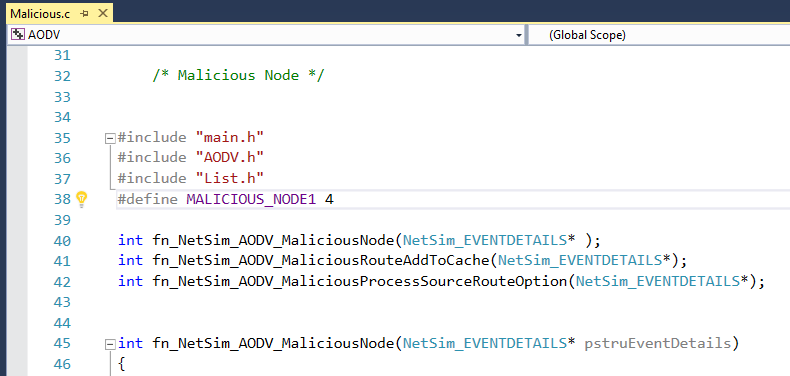 Malicious.c
AODV (Global Scope)
31
32 /* Malicious Node */
33
34
35 #include "main.h"
36 #include "AODV.h"
37 #include "List.h"
38 #define MALICIOUS_NODE1 4
39
40 int fn_NetSim_AODV_MaliciousNode(NetSim_EVENTDETAILS* );
41 int fn_NetSim_AODV_MaliciousRouteAddToCache(NetSim_EVENTDETAILS*);
42 int fn_NetSim_AODV_MaliciousProcessSourceRouteOption(NetSim_EVENTDETAILS*);
43
44
45 int fn_NetSim_AODV_MaliciousNode(NetSim_EVENTDETAILS* pstruEventDetails)
46 {